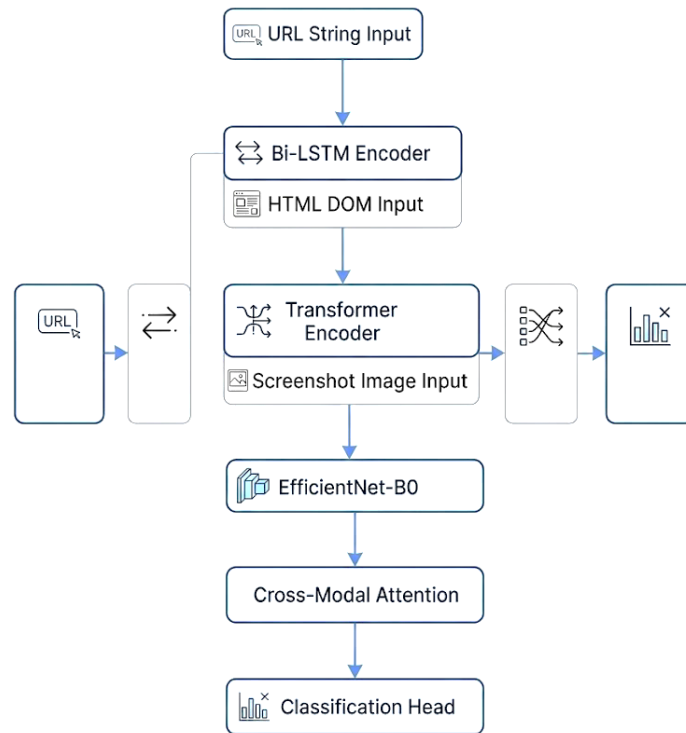 URL URL String Input
Bi-LSTM Encoder
HTML DOM Input
URL
Transformer
Encoder
Screenshot Image Input
EfficientNet-B0
Cross-Modal Attention
Classification Head